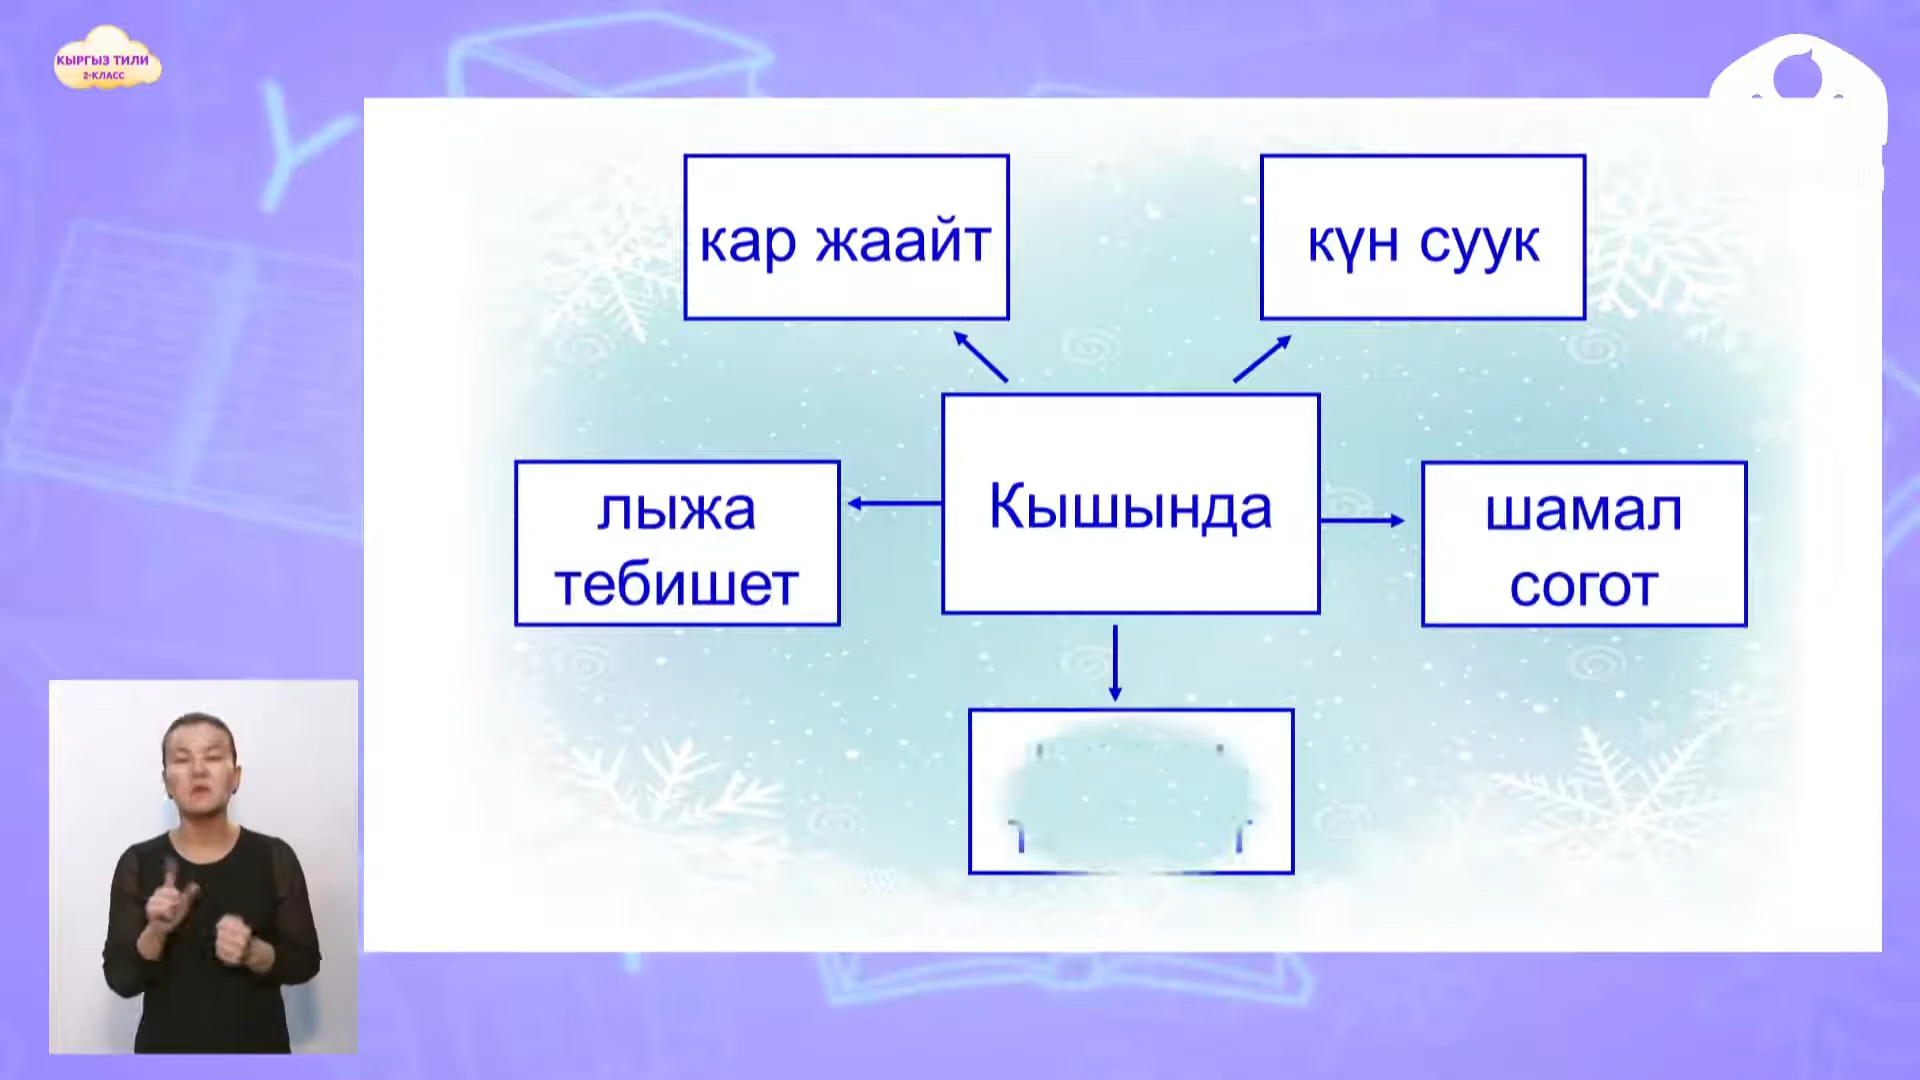 КЫРГЫЗ ТИЛИ
2-КЛАСС
кар жаайт
күн суук
лыжа
тебишет
Кышында
шамал
согот